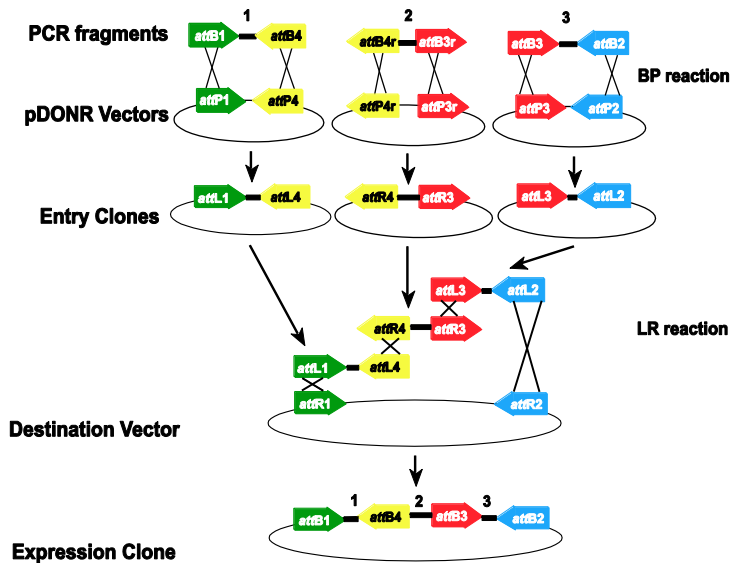 1 2 3
PCR fragments attB1 attB4 attB4r attB3r attB3 attB2
BP reaction
pDONR Vectors attP1 attP4 attP4r attP3r attP3 attP2
Entry Clones attL1 attL4 attR4 attR3 attL3 attL2
attL3 attL2
attR4 attR3 LR reaction
attL1 attL4
attR1 attR2
Destination Vector
1 2 3
attB1 attB4 attB3 attB2
Expression Clone